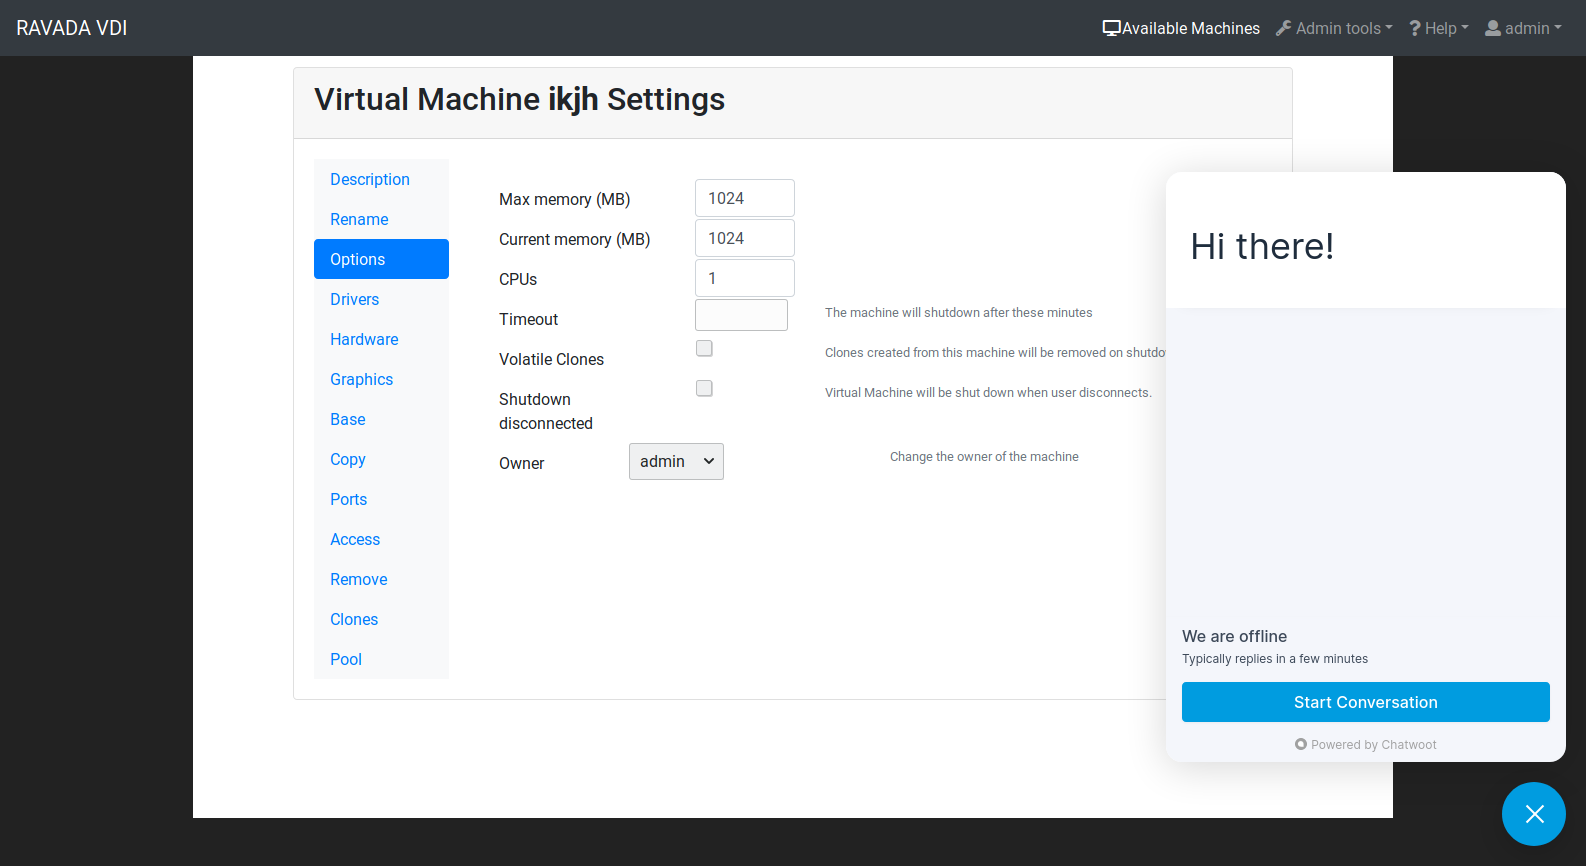 RAVADA VDI
Available Machines
Admin tools
Help
admin
Virtual Machine ikjh Settings
Description
Rename
Options
Drivers
Hardware
Graphics
Base
Copy
Ports
Access
Remove
Clones
Pool
Max memory (MB) 1024
Current memory (MB) 1024
CPUs 1
Timeout The machine will shutdown after these minutes
Volatile Clones Clones created from this machine will be removed on shutdo
Shutdown
disconnected
Virtual Machine will be shut down when user disconnects.
Owner admin Change the owner of the machine
Hi there!
We are offline
Typically replies in a few minutes
Start Conversation
Powered by Chatwoot